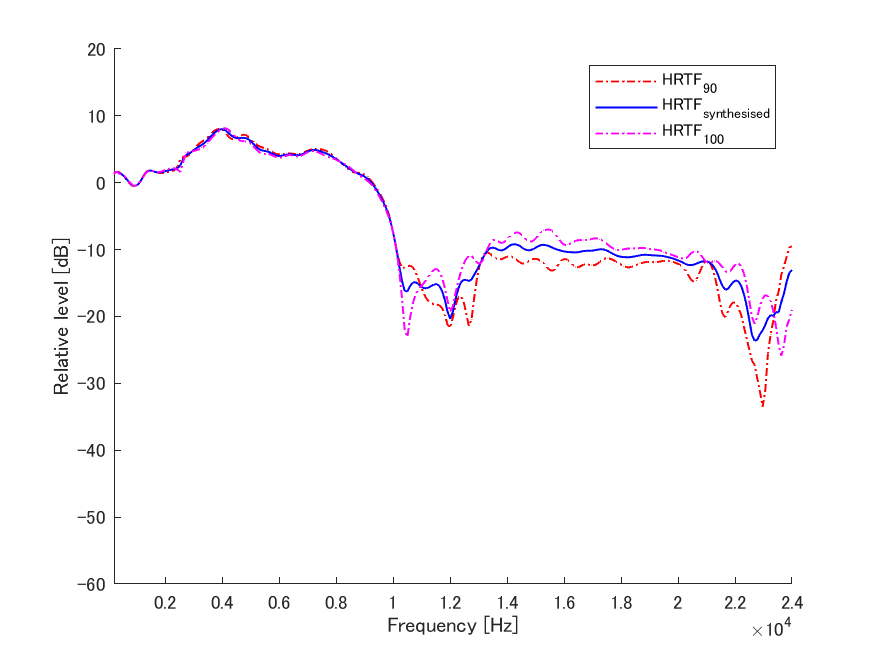 20
10
0
−10
−20
−30
−40
−50
−60
Relative level [dB]
HRTF90
HRTFsynthesised
HRTF100
0.2 0.4 0.6 0.8 1 1.2 1.4 1.6 1.8 2 2.2 2.4
Frequency [Hz]
×10^4